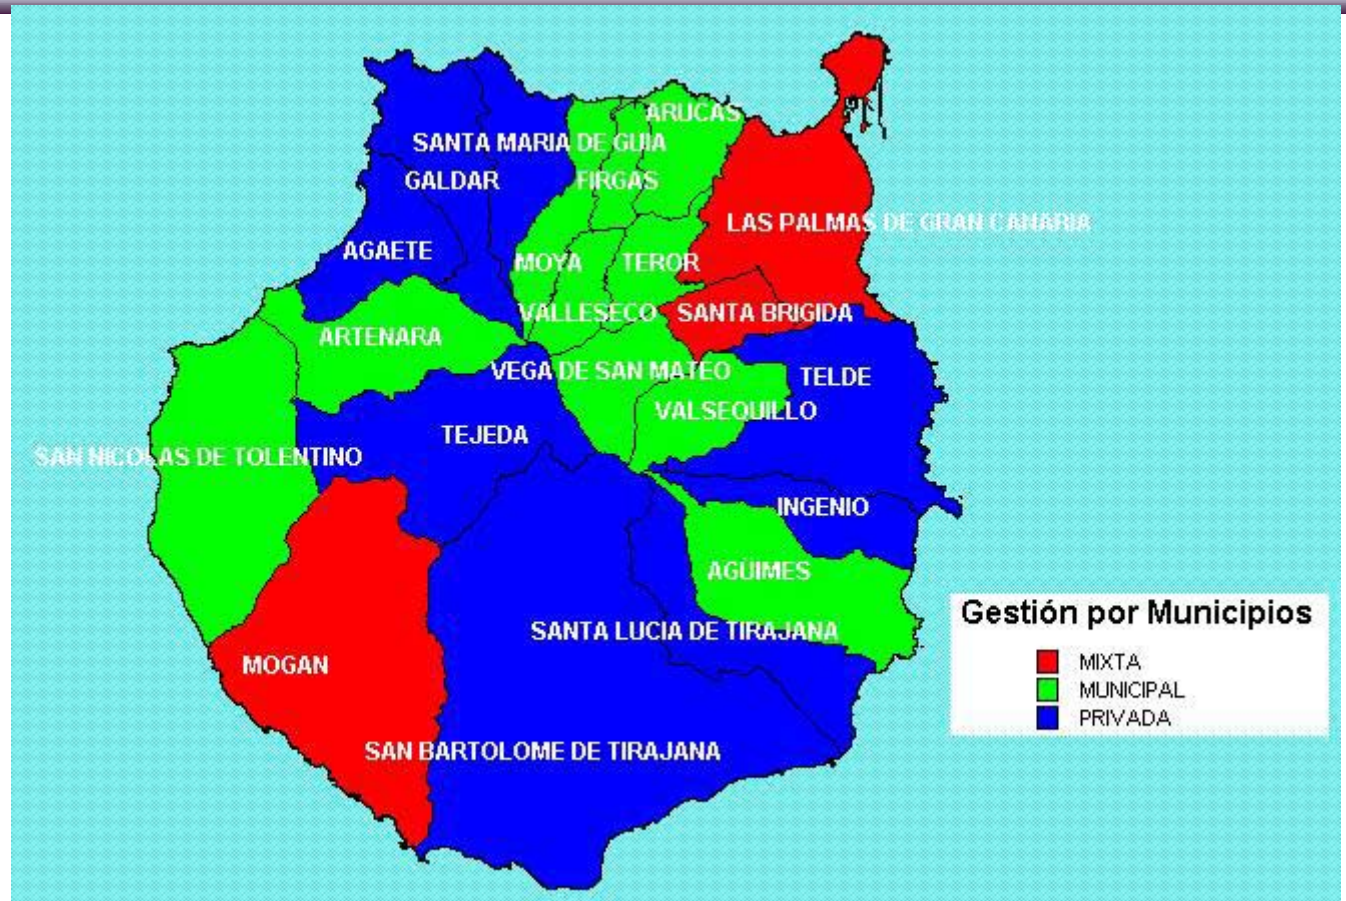 ARUCAS
SANTA MARIA DE GUIA
GALDAR
FIRGAS
LAS PALMAS DE GRAN CANARIA
AGAETE
MOYA
TEROR
VALLESECO
SANTA BRIGIDA
ARTENARA
VEGA DE SAN MATEO
TELDE
VALSEQUILLO
TEJEDA
SAN NICOLAS DE TOLENTINO
INGENIO
AGÜIMES
SANTA LUCIA DE TIRAJANA
MOGAN
SAN BARTOLOME DE TIRAJANA
Gestión por Municipios
MIXTA
MUNICIPAL
PRIVADA